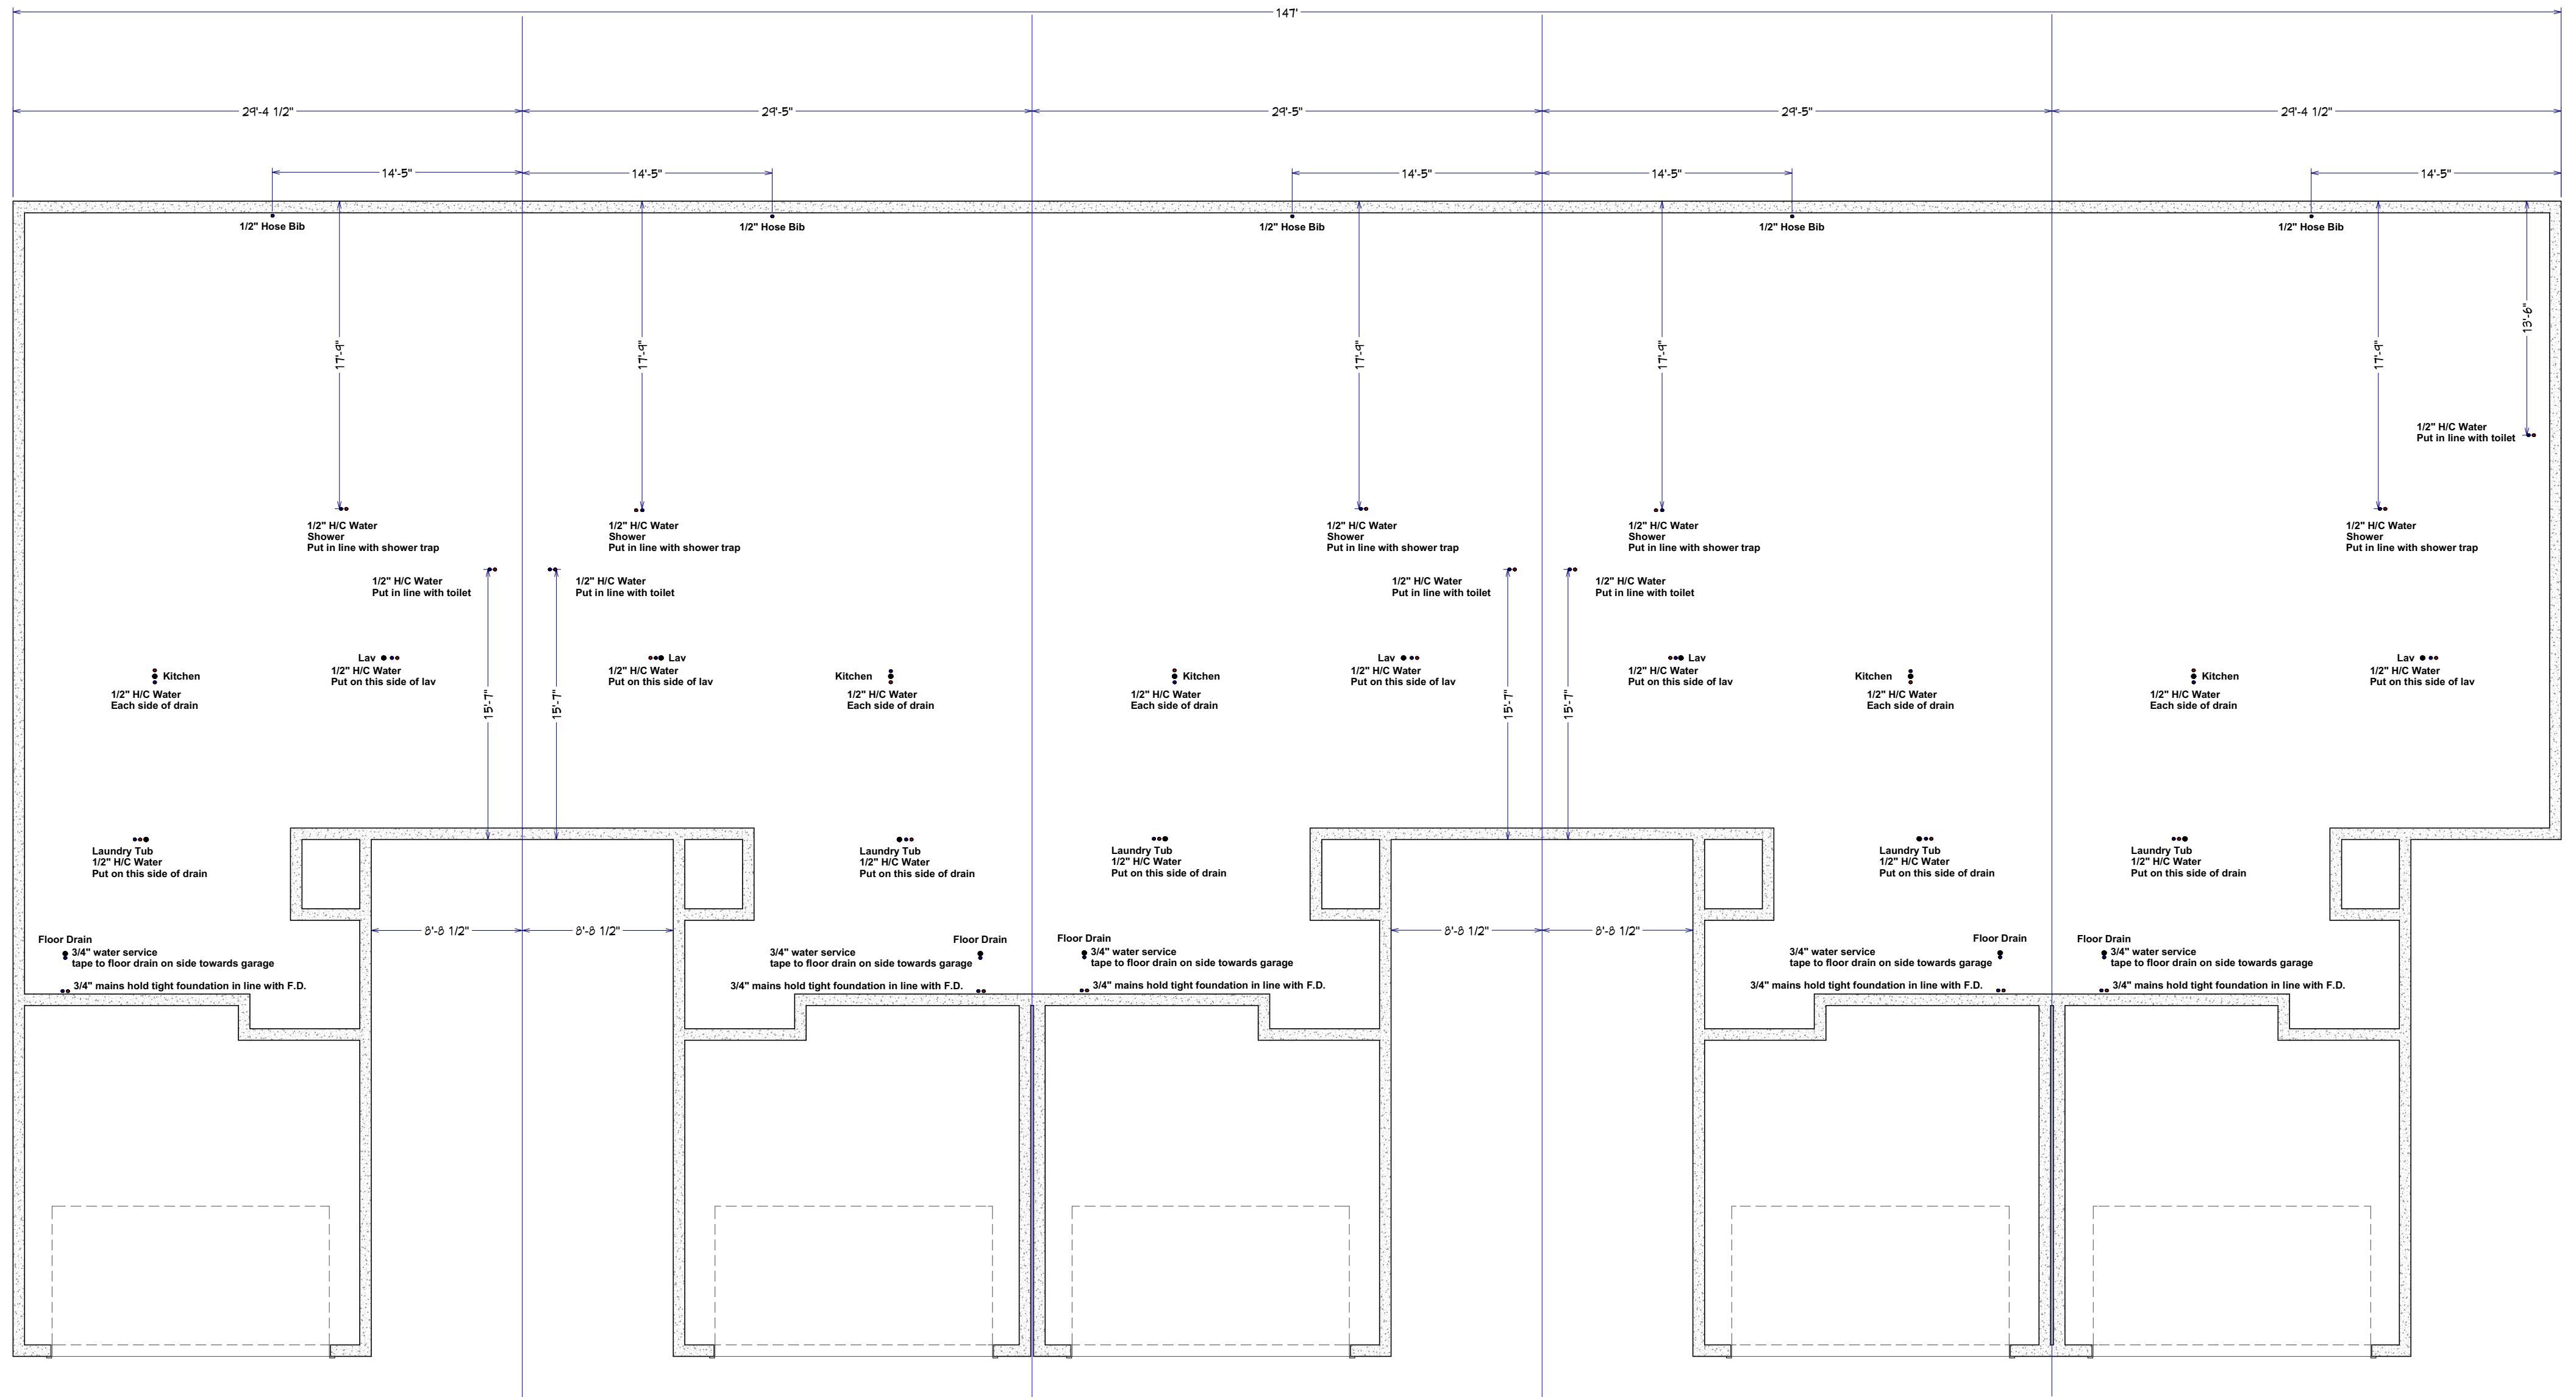 147'
29'-4 1/2"
29'-5"
29'-5"
29'-5"
29'-4 1/2"
14'-5"
14'-5"
14'-5"
14'-5"
14'-5"
1/2" Hose Bib
1/2" Hose Bib
1/2" Hose Bib
1/2" Hose Bib
1/2" Hose Bib
17'-9"
17'-9"
17'-9"
17'-9"
17'-9"
13'-6"
1/2" H/C Water
Put in line with toilet
1/2" H/C Water
Shower
Put in line with shower trap
1/2" H/C Water
Shower
Put in line with shower trap
1/2" H/C Water
Shower
Put in line with shower trap
1/2" H/C Water
Shower
Put in line with shower trap
1/2" H/C Water
Shower
Put in line with shower trap
1/2" H/C Water
Put in line with toilet
1/2" H/C Water
Put in line with toilet
1/2" H/C Water
Put in line with toilet
1/2" H/C Water
Put in line with toilet
Kitchen
1/2" H/C Water
Each side of drain
Lav
1/2" H/C Water
Put on this side of lav
15'-7"
15'-7"
Lav
1/2" H/C Water
Put on this side of lav
Kitchen
1/2" H/C Water
Each side of drain
Kitchen
1/2" H/C Water
Each side of drain
Lav
1/2" H/C Water
Put on this side of lav
15'-7"
15'-7"
Lav
1/2" H/C Water
Put on this side of lav
Kitchen
1/2" H/C Water
Each side of drain
Kitchen
1/2" H/C Water
Each side of drain
Lav
1/2" H/C Water
Put on this side of lav
Laundry Tub
1/2" H/C Water
Put on this side of drain
Laundry Tub
1/2" H/C Water
Put on this side of drain
Laundry Tub
1/2" H/C Water
Put on this side of drain
Laundry Tub
1/2" H/C Water
Put on this side of drain
Laundry Tub
1/2" H/C Water
Put on this side of drain
8'-8 1/2"
8'-8 1/2"
8'-8 1/2"
8'-8 1/2"
Floor Drain
3/4" water service
tape to floor drain on side towards garage
3/4" mains hold tight foundation in line with F.D.
Floor Drain
3/4" water service
tape to floor drain on side towards garage
3/4" mains hold tight foundation in line with F.D.
Floor Drain
3/4" water service
tape to floor drain on side towards garage
3/4" mains hold tight foundation in line with F.D.
Floor Drain
3/4" water service
tape to floor drain on side towards garage
3/4" mains hold tight foundation in line with F.D.
Floor Drain
3/4" water service
tape to floor drain on side towards garage
3/4" mains hold tight foundation in line with F.D.